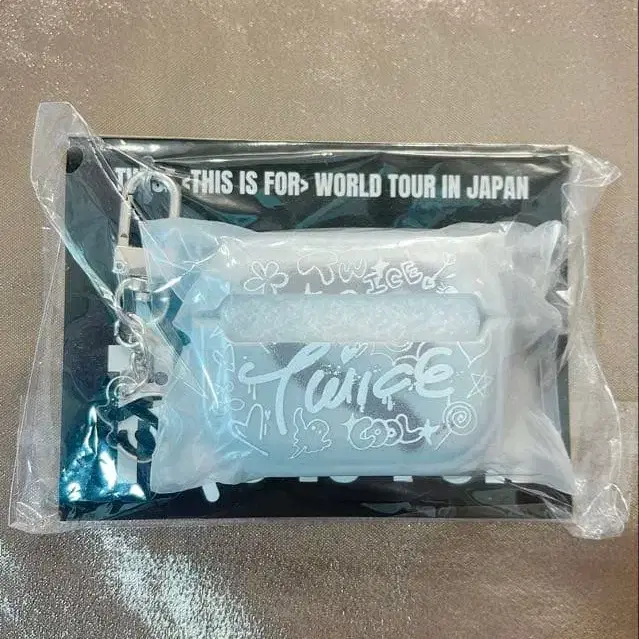 <THIS IS FOR> WORLD TOUR IN JAPAN
TWICE
Twice
COOL